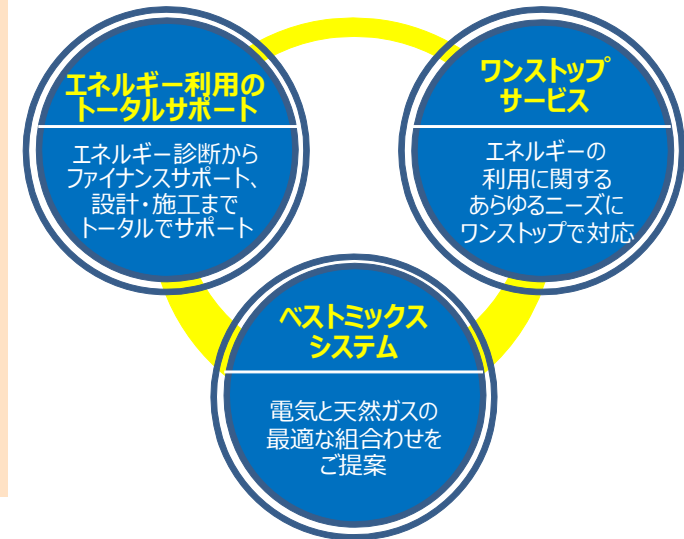 エネルギー利用の
トータルサポート
エネルギー診断から
ファイナンスサポート、
設計・施工まで
トータルでサポート
ワンストップ
サービス
エネルギーの
利用に関する
あらゆるニーズに
ワンストップで対応
ベストミックス
システム
電気と天然ガスの
最適な組合わせを
ご提案